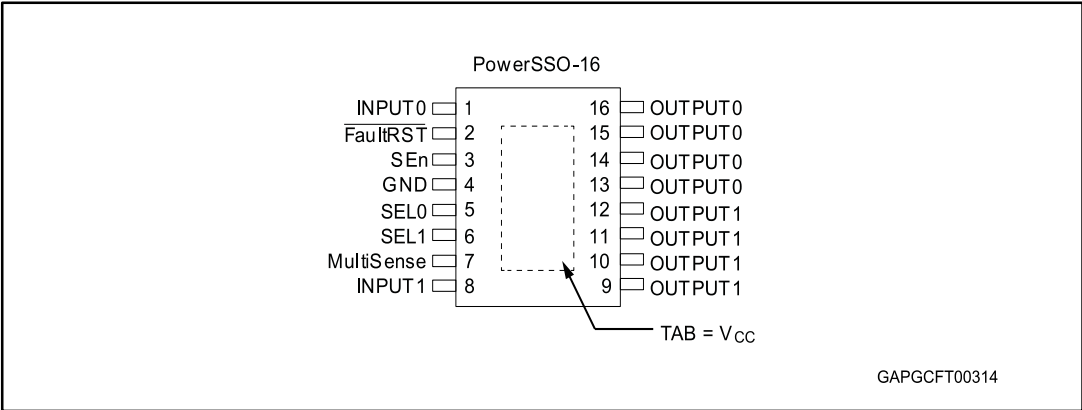 PowerSSO-16
INPUT0 1 16 OUTPUT0
FaultRST 2 15 OUTPUT0
SEn 3 14 OUTPUT0
GND 4 13 OUTPUT0
SEL0 5 12 OUTPUT1
SEL1 6 11 OUTPUT1
MultiSense 7 10 OUTPUT1
INPUT1 8 9 OUTPUT1
TAB = VCC
GAPGCFT00314